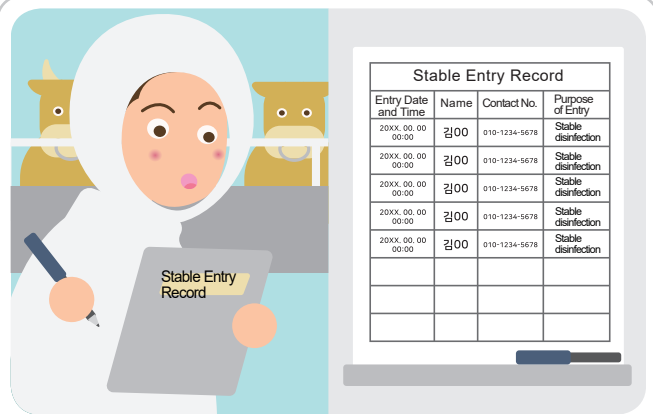 Stable Entry
Record
Stable Entry Record
Entry Date
and Time
Name
Contact No.
Purpose
of Entry
20XX. 00. 00
00:00
김00
010-1234-5678
Stable
disinfection
20XX. 00. 00
00:00
김00
010-1234-5678
Stable
disinfection
20XX. 00. 00
00:00
김00
010-1234-5678
Stable
disinfection
20XX. 00. 00
00:00
김00
010-1234-5678
Stable
disinfection
20XX. 00. 00
00:00
김00
010-1234-5678
Stable
disinfection